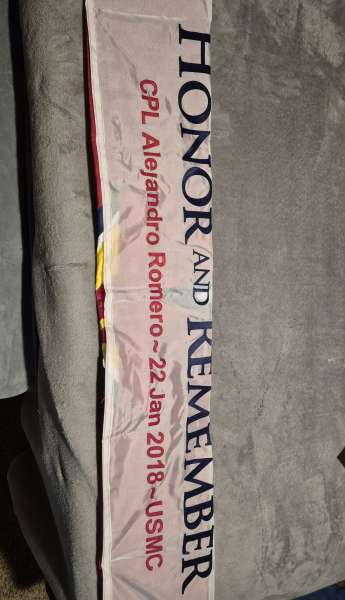 HONOR AND REMEMBER
CPL Alejandro Romero~22 Jan 2018~USMC